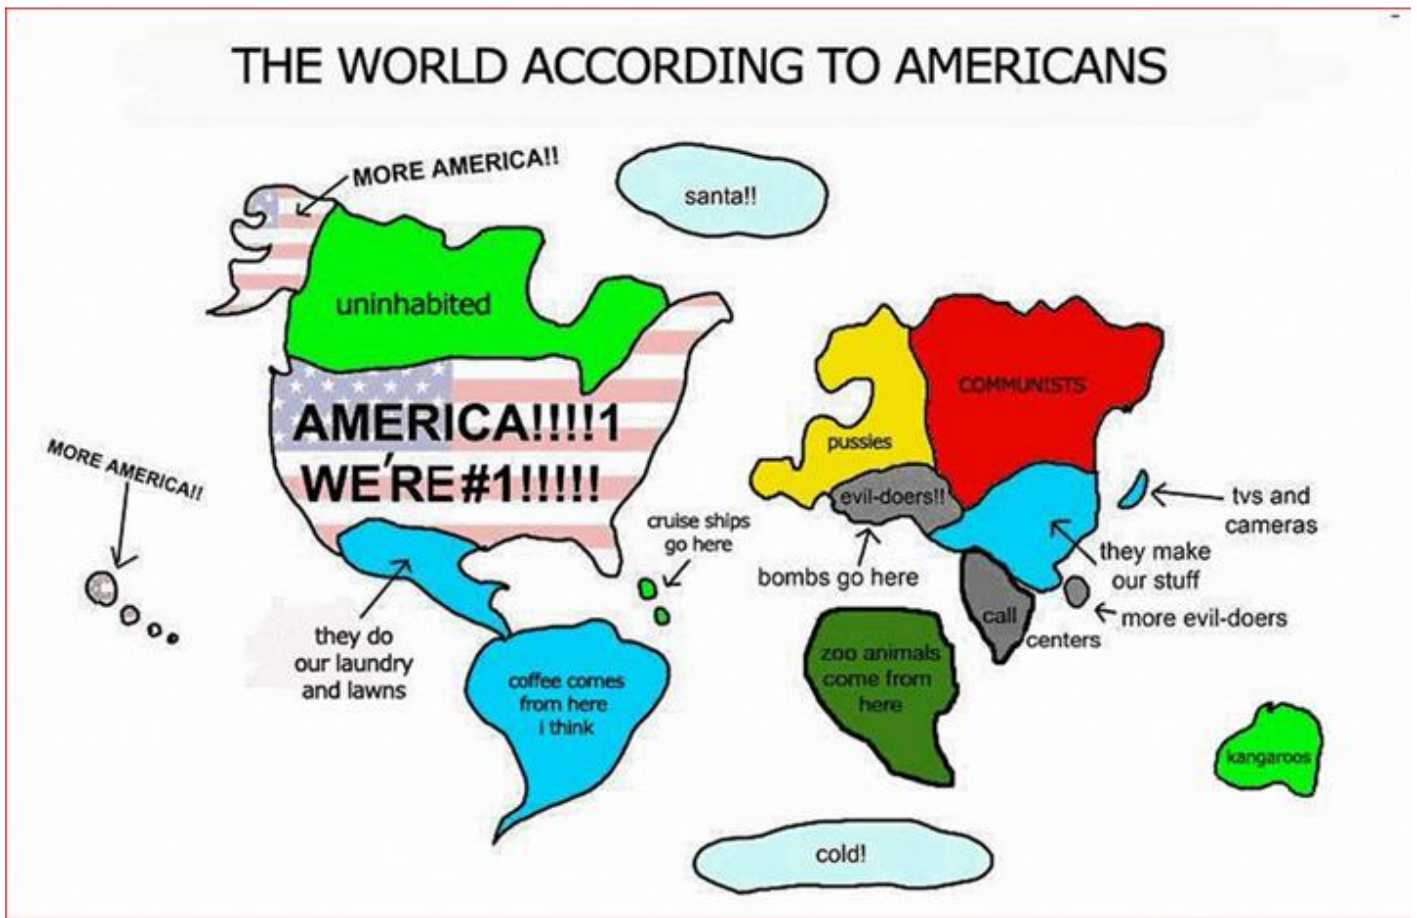 THE WORLD ACCORDING TO AMERICANS
MORE AMERICA!!
santa!!
uninhabited
COMMUNISTS
AMERICA!!!!1
WE'RE #1!!!!!
pussies
MORE AMERICA!!
evil-doers!!
tvs and
cameras
cruise ships
go here
bombs go here
they make
our stuff
call
centers
more evil-doers
they do
our laundry
and lawns
coffee comes
from here
i think
zoo animals
come from
here
kangaroos
cold!